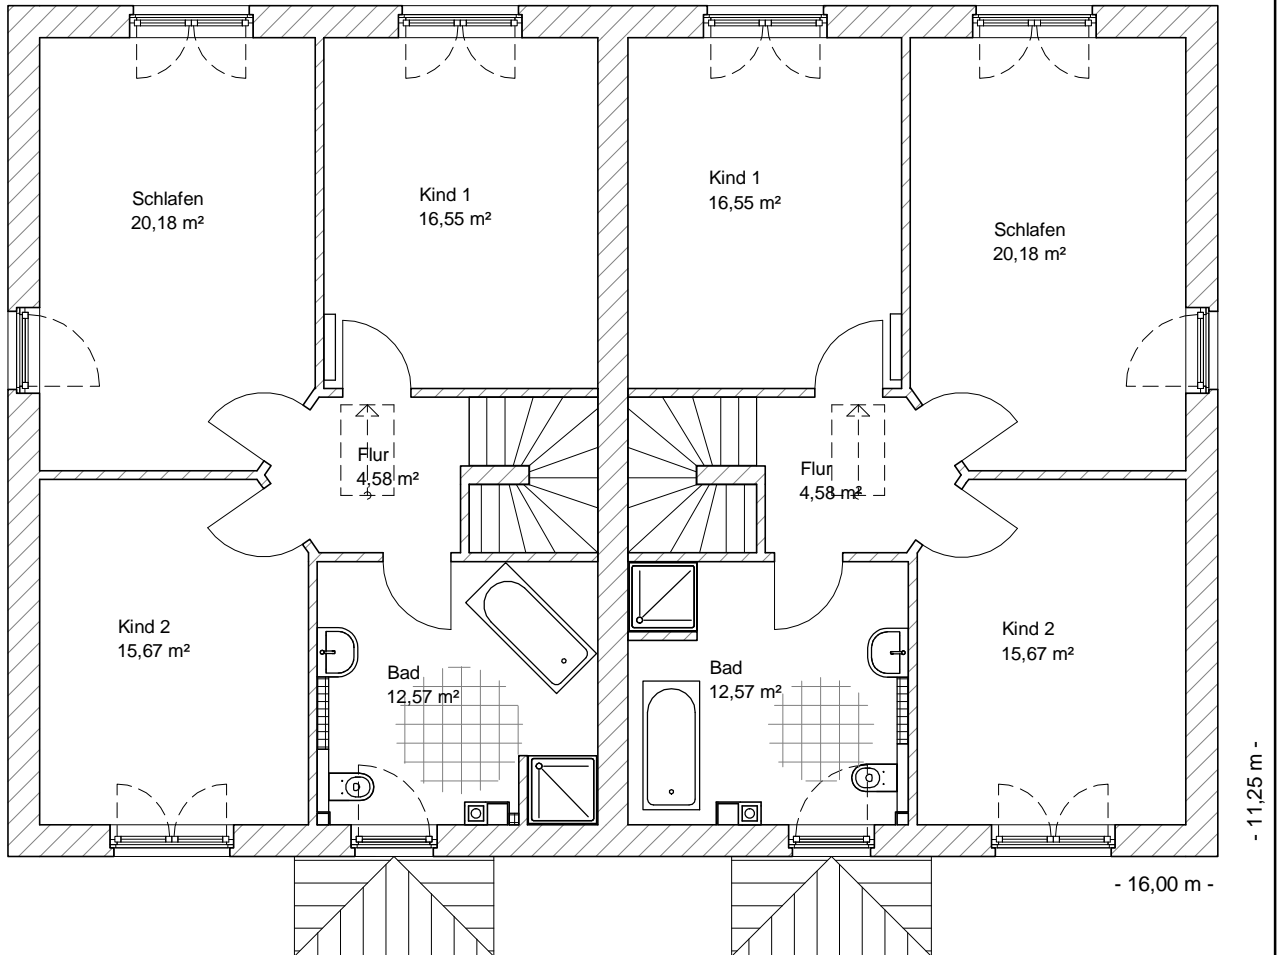 Schlafen
20,18 m²
Kind 1
16,55 m²
Kind 1
16,55 m²
Schlafen
20,18 m²
Flur
4,58 m²
Flur
4,58 m²
Kind 2
15,67 m²
Bad
12,57 m²
Bad
12,57 m²
Kind 2
15,67 m²
- 11,25 m -
- 16,00 m -